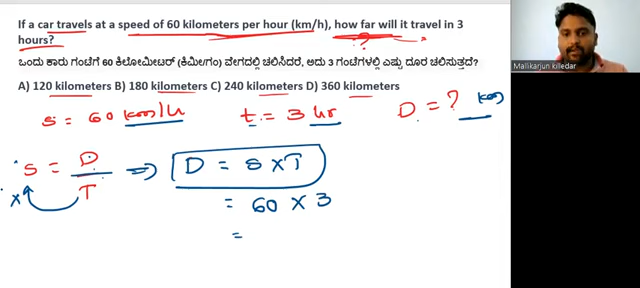 If a car travels at a speed of 60 kilometers per hour (km/h), how far will it travel in 3
hours?
ಒಂದು ಕಾರು ಗಂಟೆಗೆ 60 ಕಿಲೋಮೀಟರ್ (ಕಿಮೀ/ಗಂ) ವೇಗದಲ್ಲಿ ಚಲಿಸಿದರೆ, ಅದು 3 ಗಂಟೆಗಳಲ್ಲಿ ಎಷ್ಟು ದೂರ ಚಲಿಸುತ್ತದೆ?
A) 120 kilometers B) 180 kilometers C) 240 kilometers D) 360 kilometers
?
s = 60 km/h t = 3 hr D = ? km
S = D/T ⇒ D = S × T
×
= 60 × 3
=
Mallikarjun killedar